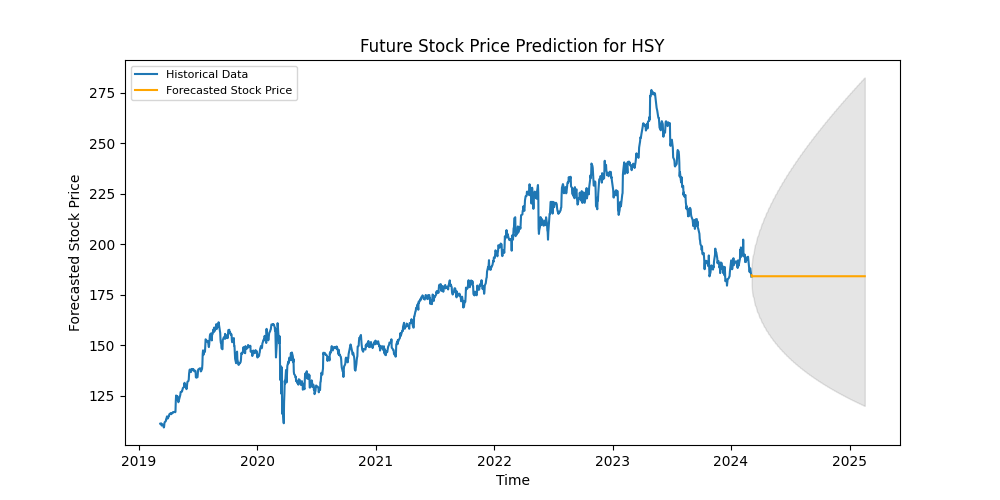 Future Stock Price Prediction for HSY
Historical Data
Forecasted Stock Price
275
250
225
200
175
150
125
Forecasted Stock Price
2019
2020
2021
2022
2023
2024
2025
Time